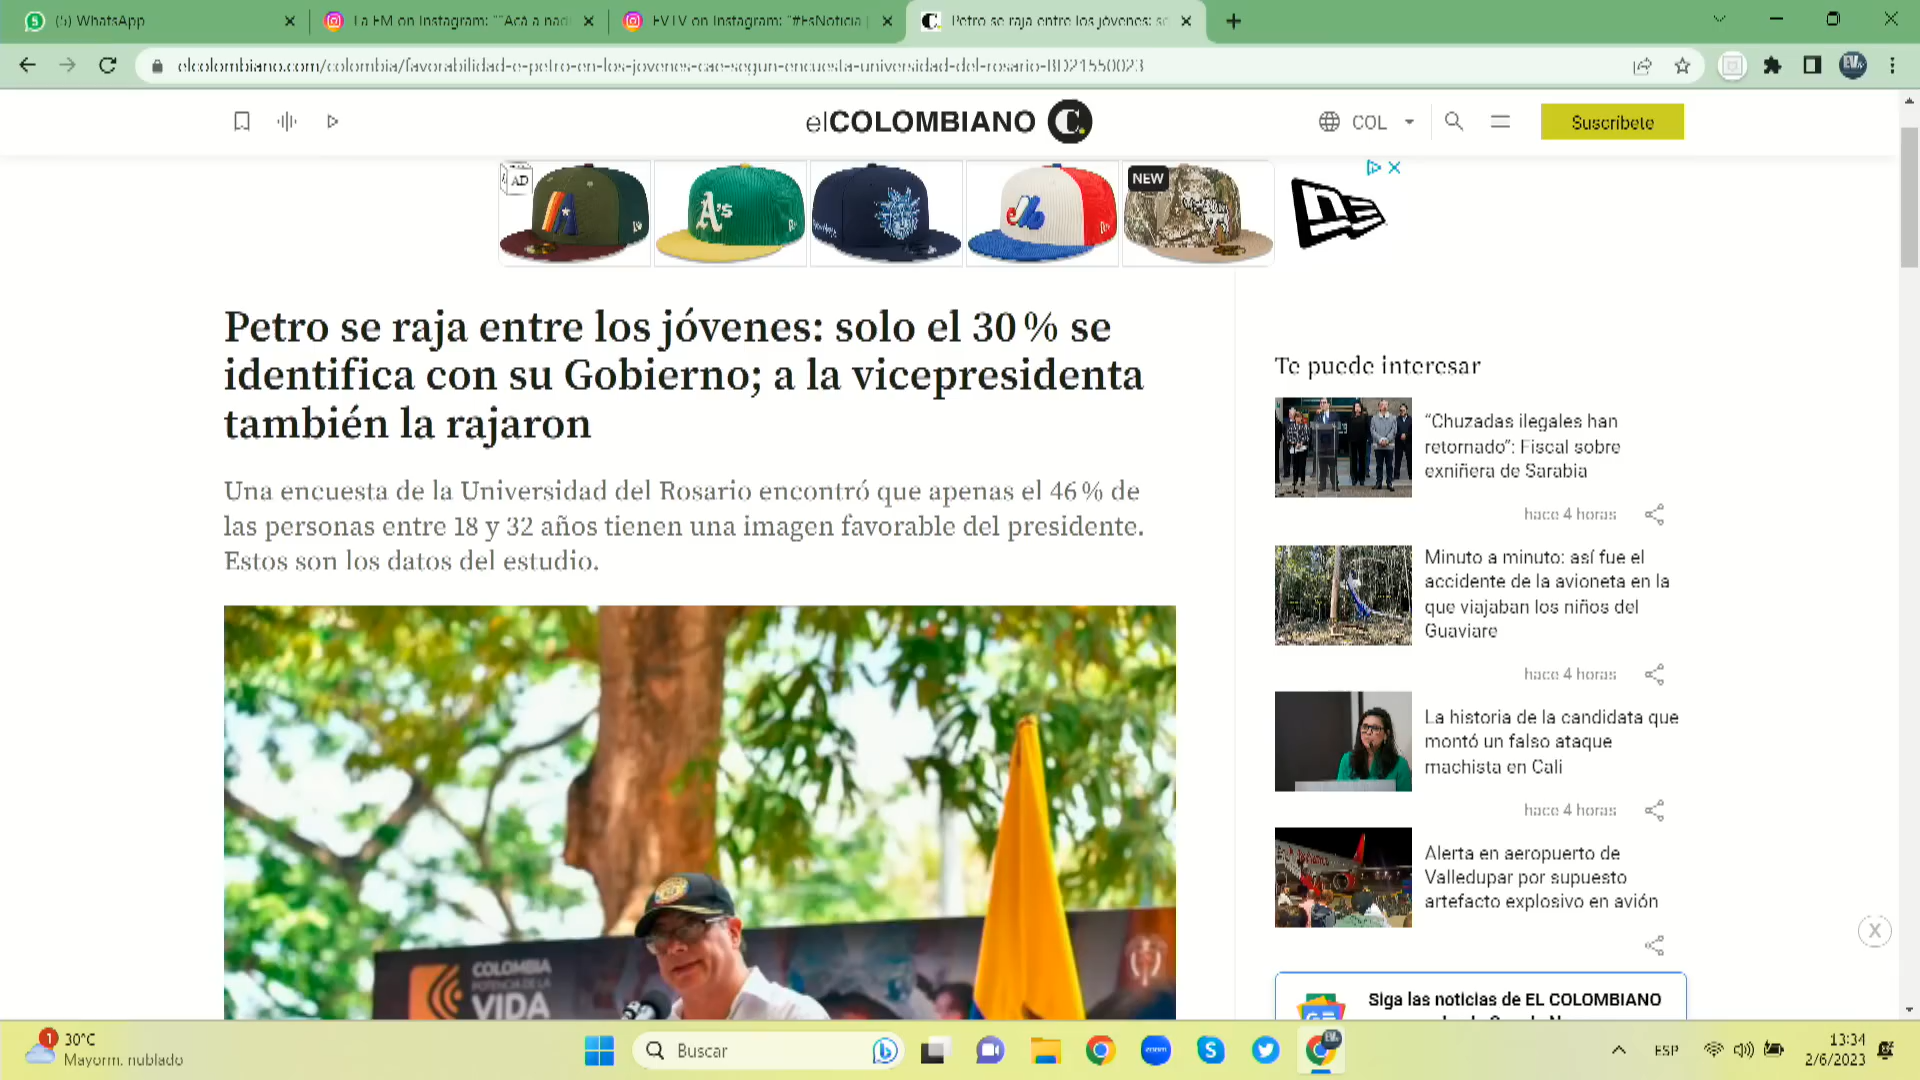 (5) WhatsApp
La FM on Instagram: "“Acá a nadi
EVTV on Instagram: "#EsNoticia |
Petro se raja entre los jóvenes: so
elcolombiano.com/colombia/favorabilidad-e-petro-en-los-jovenes-cae-segun-encuesta-universidad-del-rosario-BD21550023
elCOLOMBIANO C.
COL
Suscríbete
AD
A's
NEW
NE
Petro se raja entre los jóvenes: solo el 30 % se
identifica con su Gobierno; a la vicepresidenta
también la rajaron
Una encuesta de la Universidad del Rosario encontró que apenas el 46 % de
las personas entre 18 y 32 años tienen una imagen favorable del presidente.
Estos son los datos del estudio.
COLOMBIA
POTENCIA DE LA
VIDA
Te puede interesar
“Chuzadas ilegales han
retornado”: Fiscal sobre
exniñera de Sarabia
hace 4 horas
Minuto a minuto: así fue el
accidente de la avioneta en la
que viajaban los niños del
Guaviare
hace 4 horas
La historia de la candidata que
montó un falso ataque
machista en Cali
hace 4 horas
Alerta en aeropuerto de
Valledupar por supuesto
artefacto explosivo en avión
X
Siga las noticias de EL COLOMBIANO
1
30°C
Mayorm. nublado
Buscar
zoom
ESP
13:34
2/6/2023